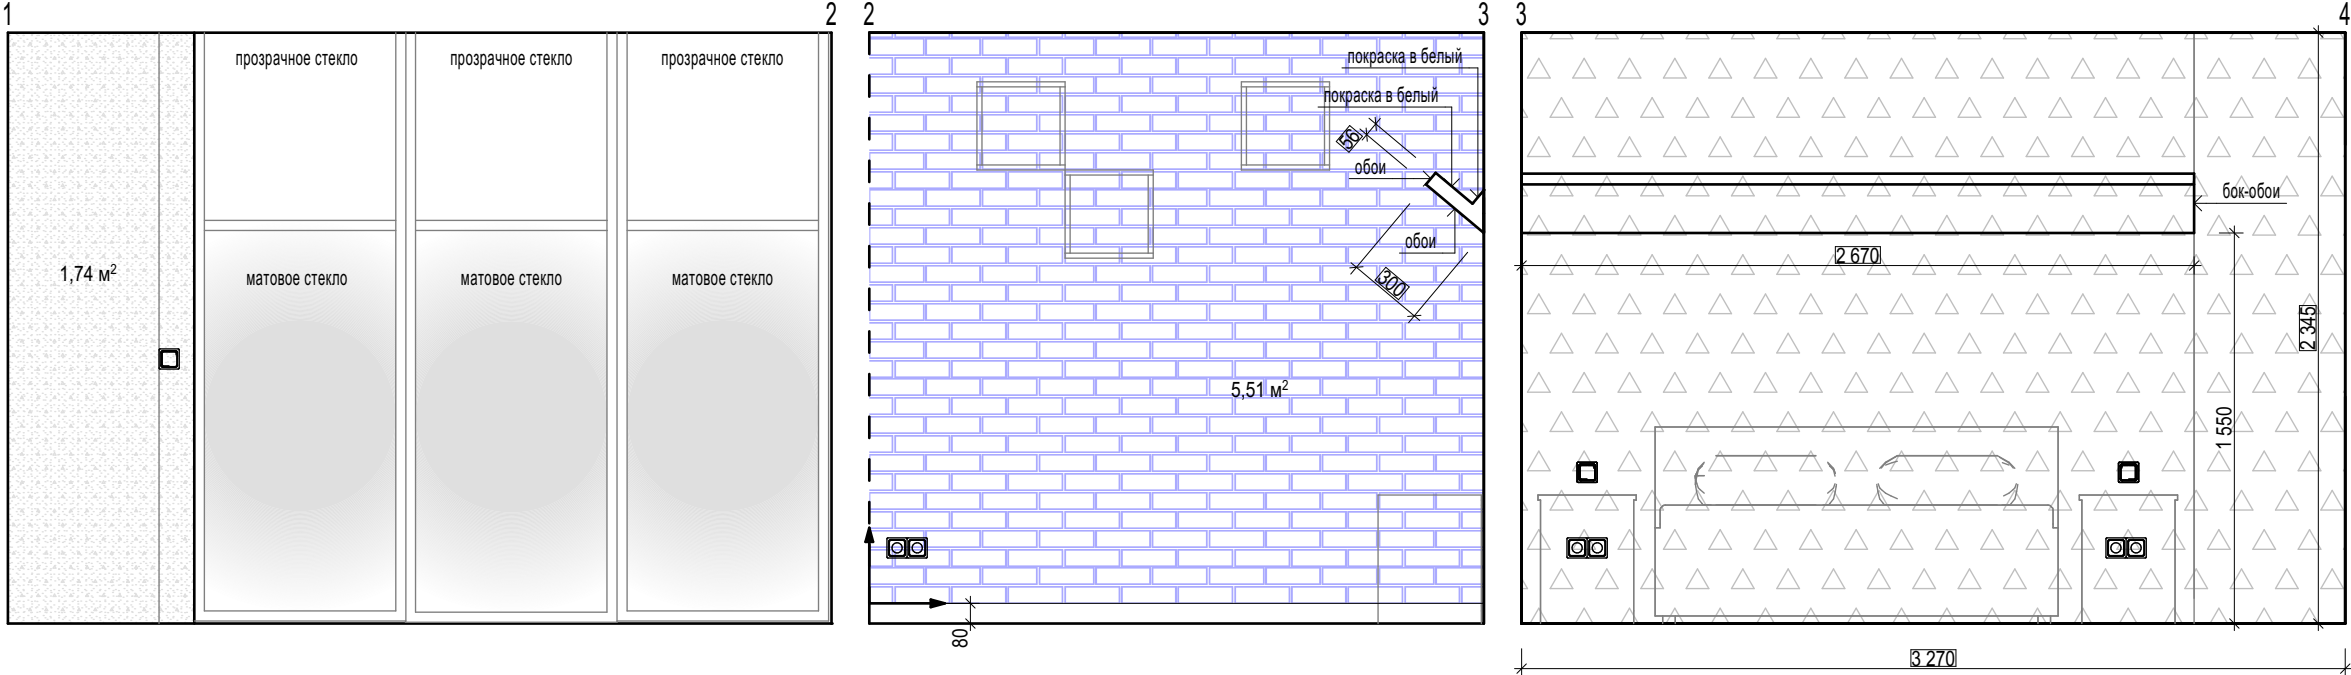 1
2
2
3
3
4
прозрачное стекло
прозрачное стекло
прозрачное стекло
матовое стекло
матовое стекло
матовое стекло
1,74 м²
покраска в белый
покраска в белый
56
обои
обои
300
5,51 м²
80
бок-обои
2 670
2 345
1 550
3 270